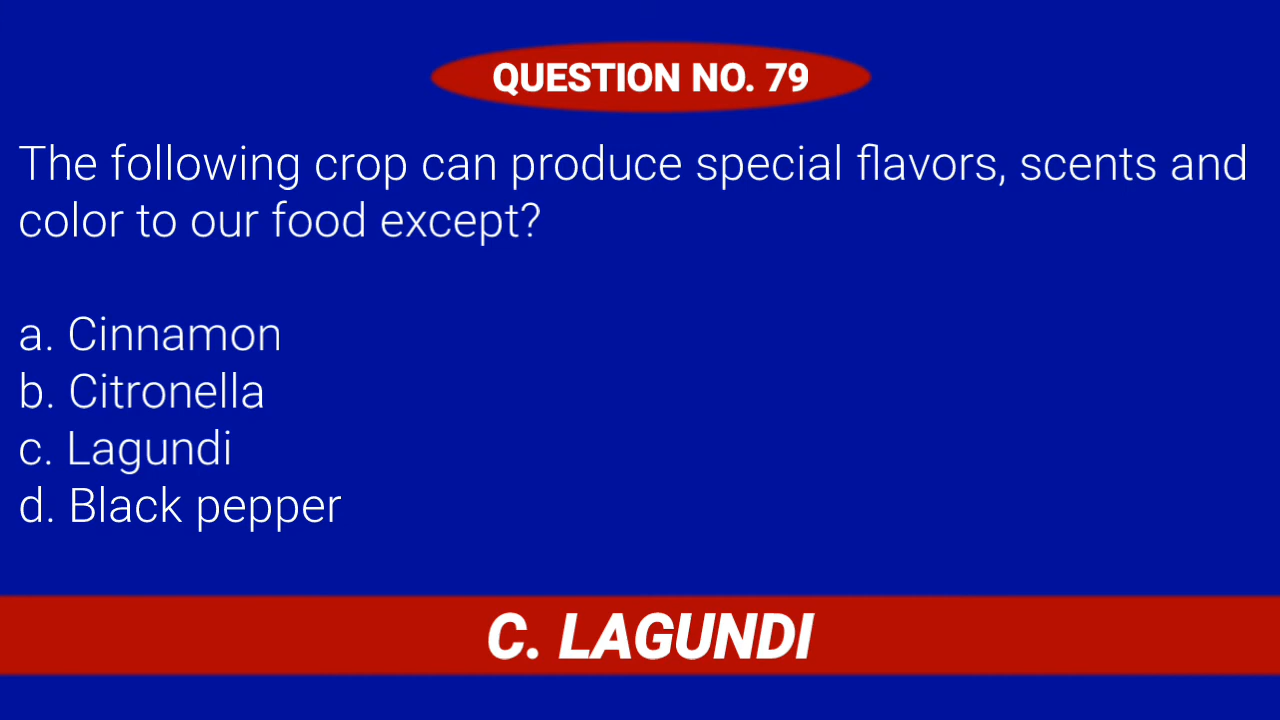 QUESTION NO. 79
The following crop can produce special flavors, scents and
color to our food except?
a. Cinnamon
b. Citronella
c. Lagundi
d. Black pepper
C. LAGUNDI